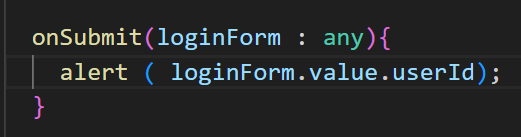 onSubmit(loginForm : any){
alert ( loginForm.value.userId);
}